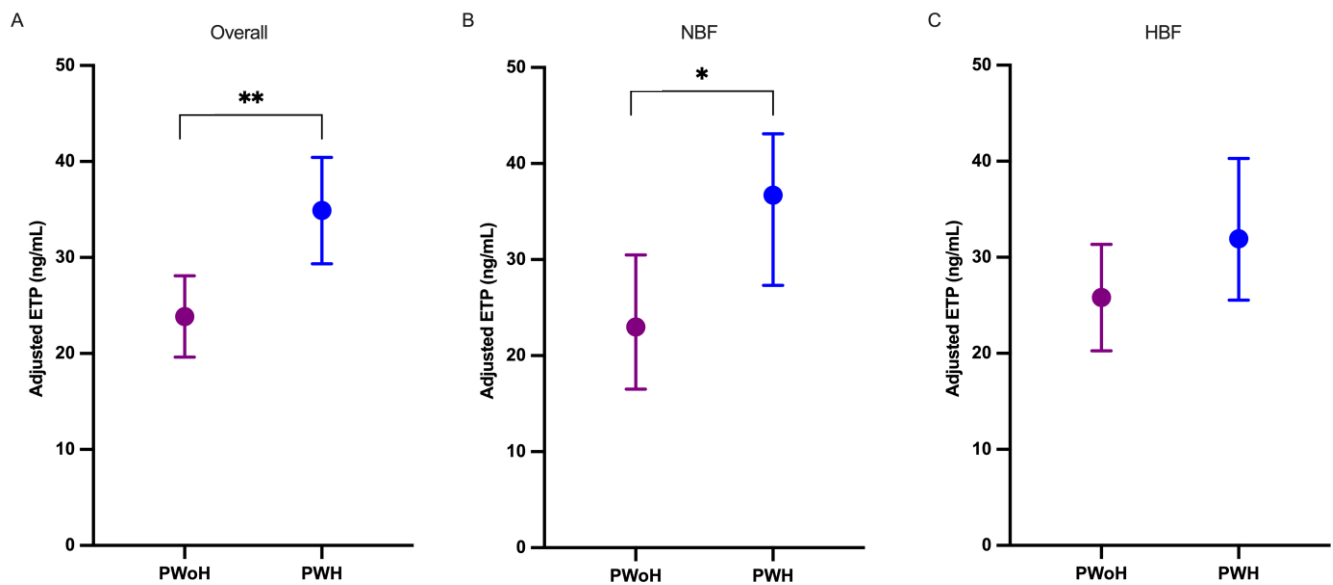 A
Overall
Adjusted ETP (ng/mL)
50
40
30
20
10
0
**
PWoH
PWH
B
NBF
Adjusted ETP (ng/mL)
50
40
30
20
10
0
*
PWoH
PWH
C
HBF
Adjusted ETP (ng/mL)
50
40
30
20
10
0
PWoH
PWH